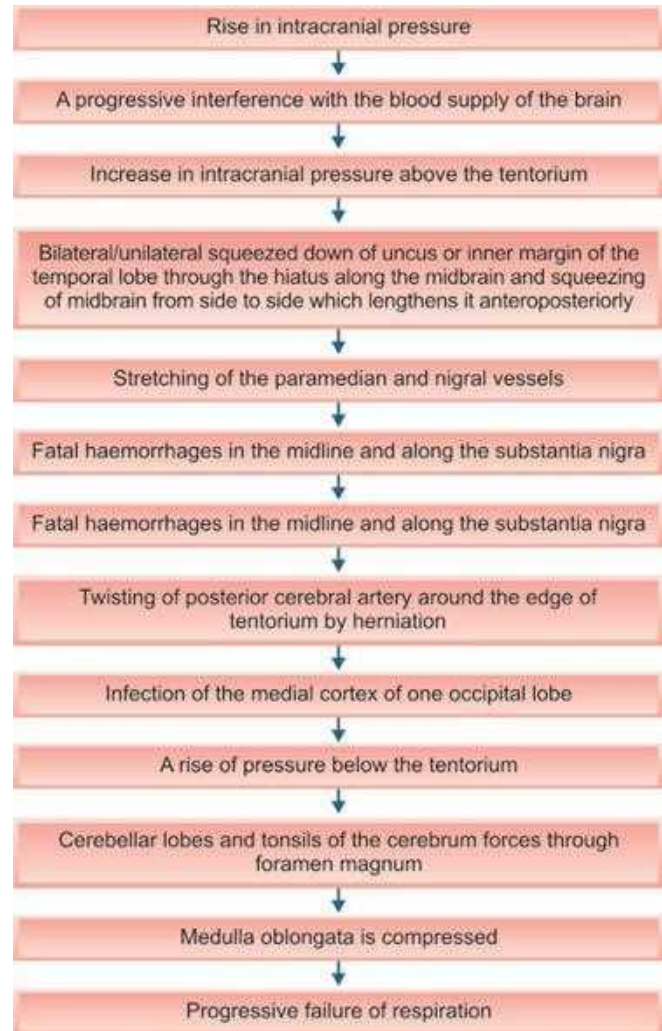 Rise in intracranial pressure
A progressive interference with the blood supply of the brain
Increase in intracranial pressure above the tentorium
Bilateral/unilateral squeezed down of uncus or inner margin of the
temporal lobe through the hiatus along the midbrain and squeezing
of midbrain from side to side which lengthens it anteroposteriorly
Stretching of the paramedian and nigral vessels
Fatal haemorrhages in the midline and along the substantia nigra
Fatal haemorrhages in the midline and along the substantia nigra
Twisting of posterior cerebral artery around the edge of
tentorium by herniation
Infection of the medial cortex of one occipital lobe
A rise of pressure below the tentorium
Cerebellar lobes and tonsils of the cerebrum forces through
foramen magnum
Medulla oblongata is compressed
Progressive failure of respiration